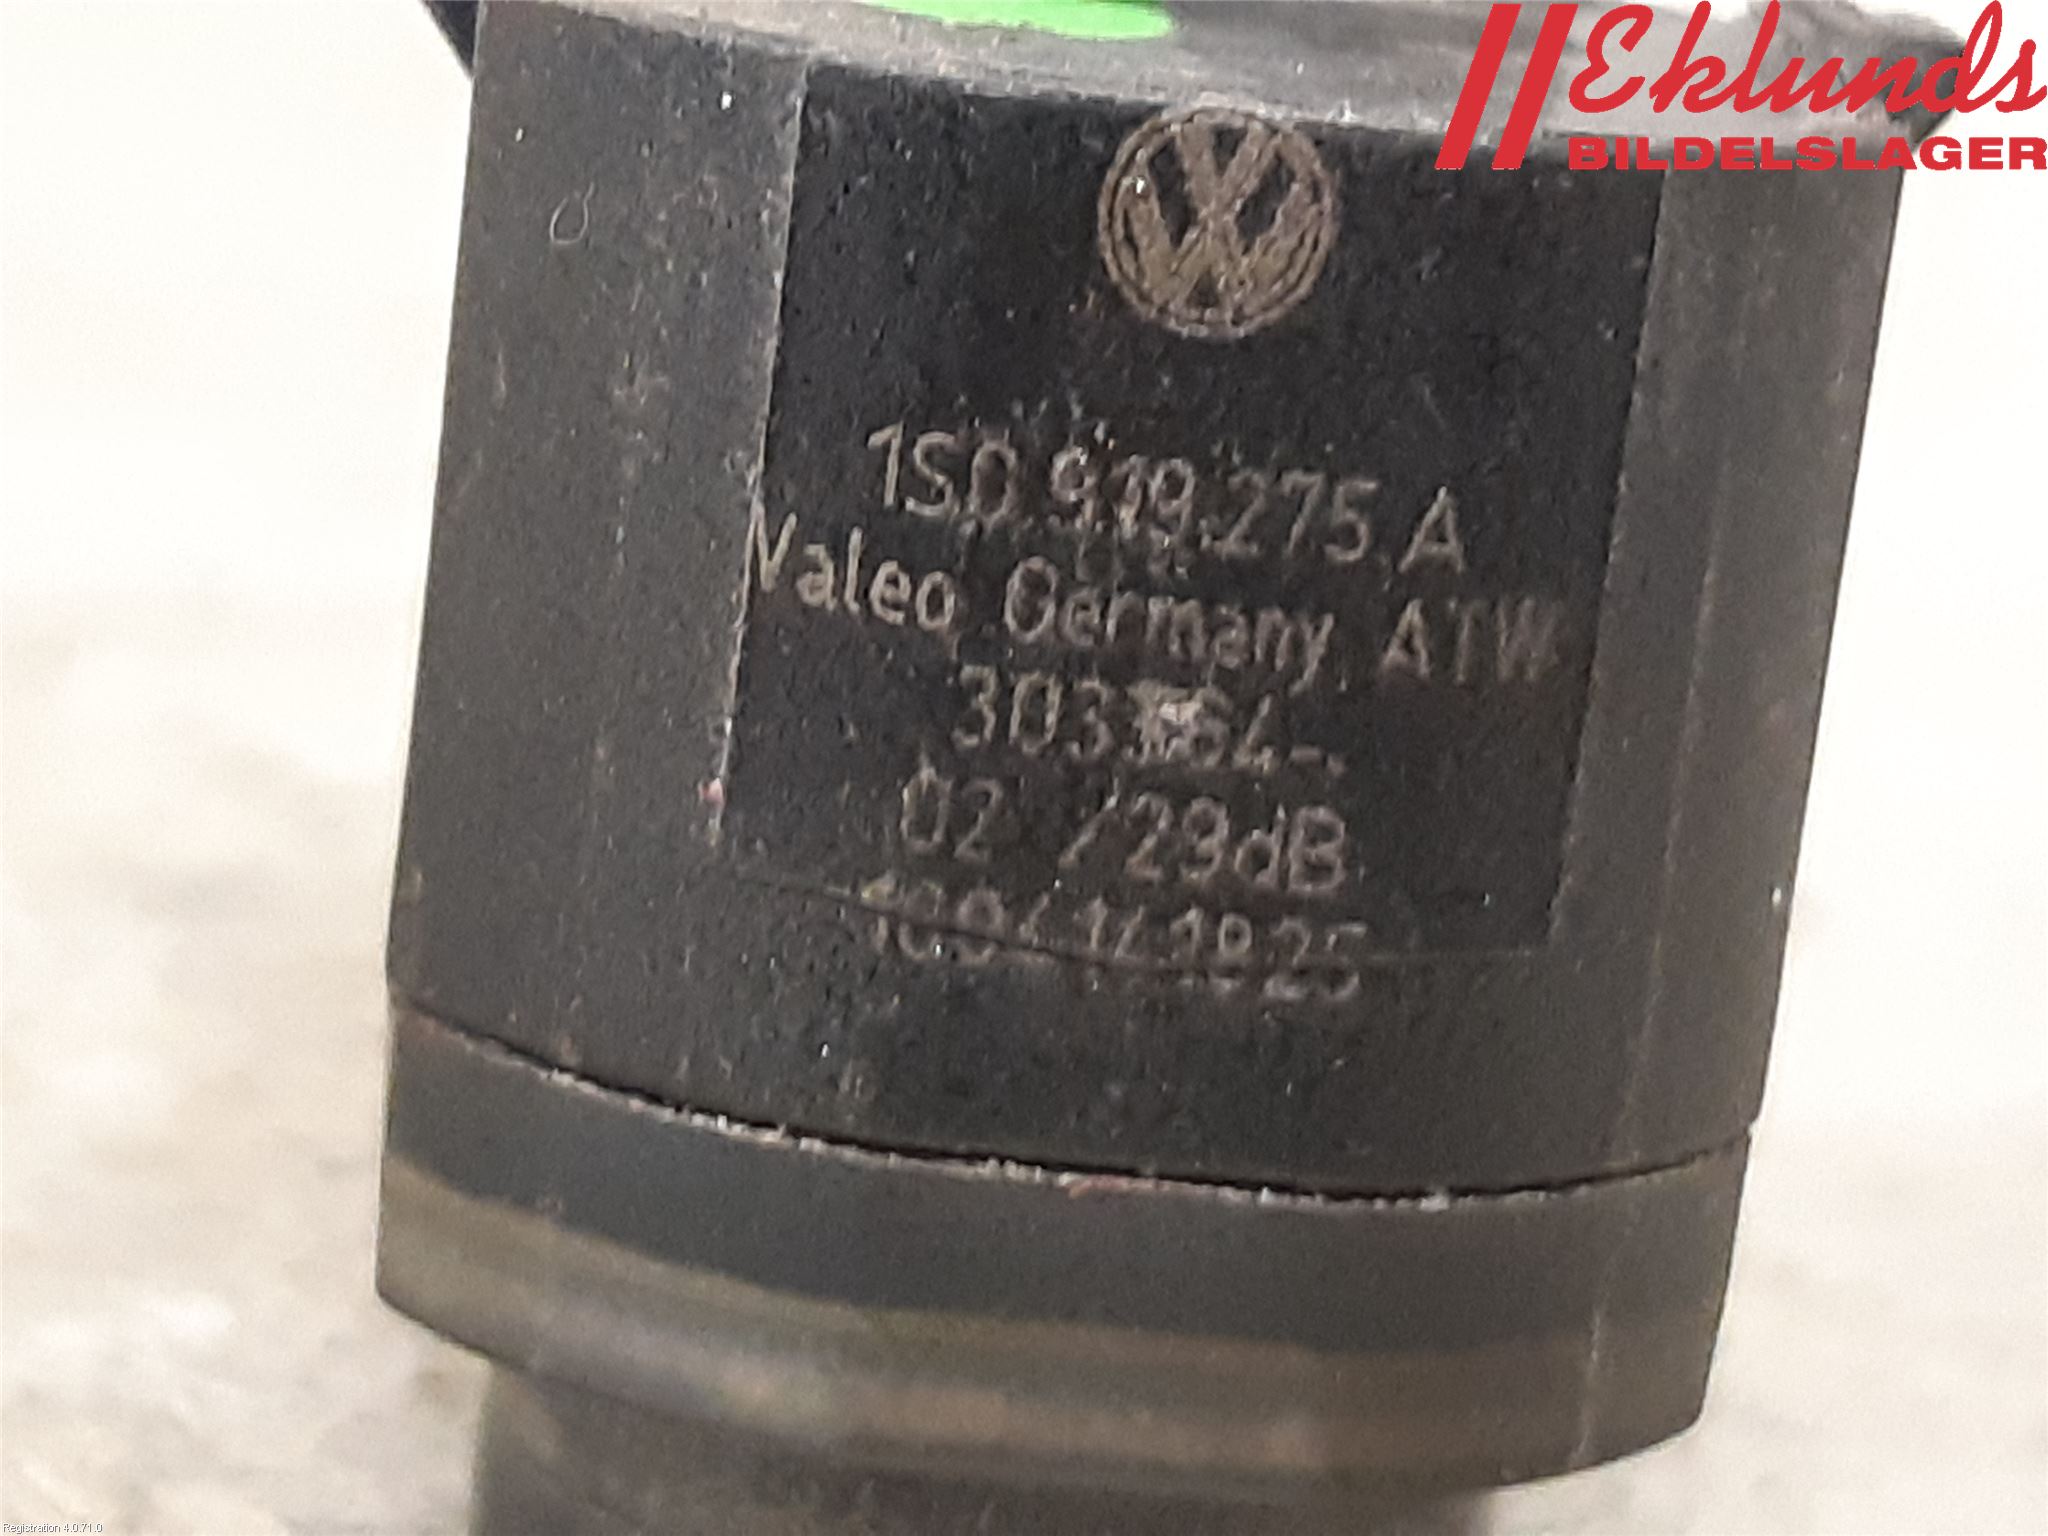 Eklunds
BILDELSLAGER
1S0.919.275.A
Valeo Germany ATW
02 /29dB
Registration 4.0.71.0